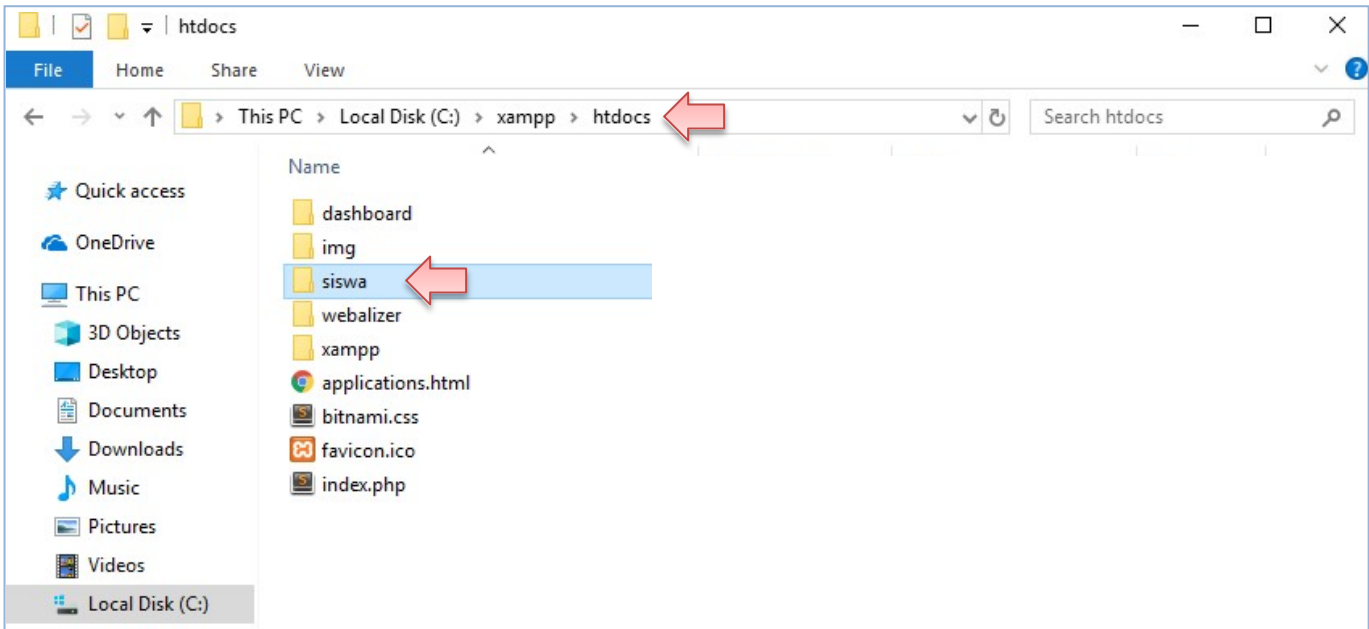 htdocs
File Home Share View
This PC > Local Disk (C:) > xampp > htdocs Search htdocs
Name
Quick access
OneDrive
This PC
3D Objects
Desktop
Documents
Downloads
Music
Pictures
Videos
Local Disk (C:)
dashboard
img
siswa
webalizer
xampp
applications.html
bitnami.css
favicon.ico
index.php